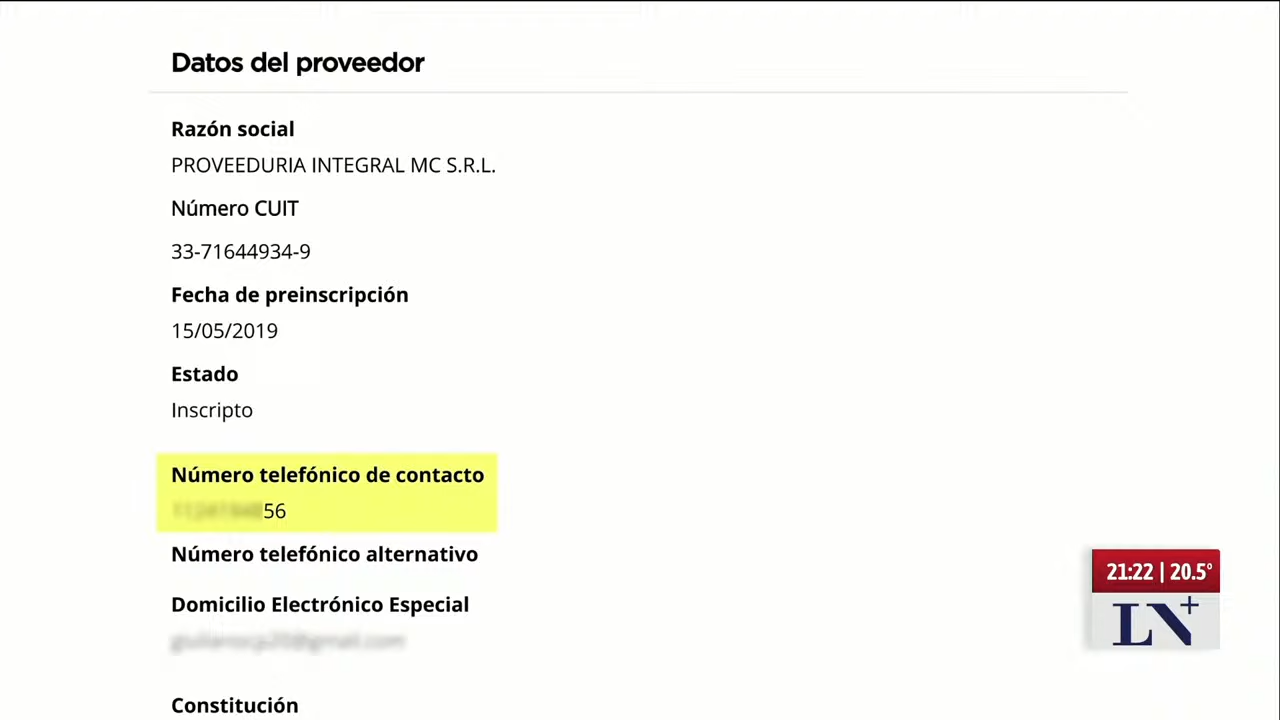 Datos del proveedor
Razón social
PROVEEDURIA INTEGRAL MC S.R.L.
Número CUIT
33-71644934-9
Fecha de preinscripción
15/05/2019
Estado
Inscripto
Número telefónico de contacto
56
Número telefónico alternativo
Domicilio Electrónico Especial
Constitución
21:22 | 20.5°
LN+